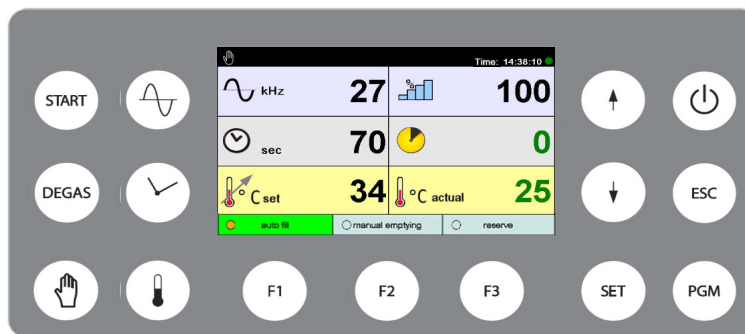 Time: 14:38:10
START
kHz 27 % 100
sec 70 0
DEGAS
ESC
°C set 34 °C actual 25
auto fill manual emptying reserve
F1 F2 F3 SET PGM